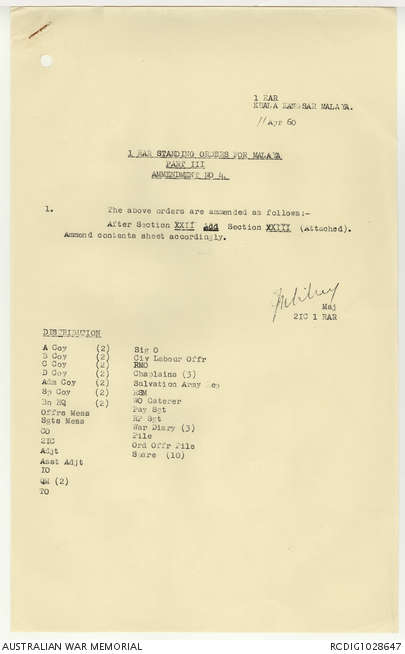 1 RAR
KUALA KANGSAR MALAYA.
11 Apr 60
1 RAR STANDING ORDERS FOR MALAYA
PART III
AMMENDMENT NO 4.
1. The above orders are ammended as follows:-
After Section XXII add Section XXIII (Attached).
Ammend contents sheet accordingly.
Maj
2IC 1 RAR
DISTRIBUTION
A Coy (2)
B Coy (2)
C Coy (2)
D Coy (2)
Adm Coy (2)
Sp Coy (2)
Bn HQ (2)
Offrs Mess
Sgts Mess
CO
2IC
Adjt
Asst Adjt
IO
QM (2)
TO
Sig O
Civ Labour Offr
RMO
Chaplains (3)
Salvation Army Rep
RSM
WO Caterer
Pay Sgt
RP Sgt
War Diary (3)
File
Ord Offr File
Spare (10)
AUSTRALIAN WAR MEMORIAL
RCDIG1028647